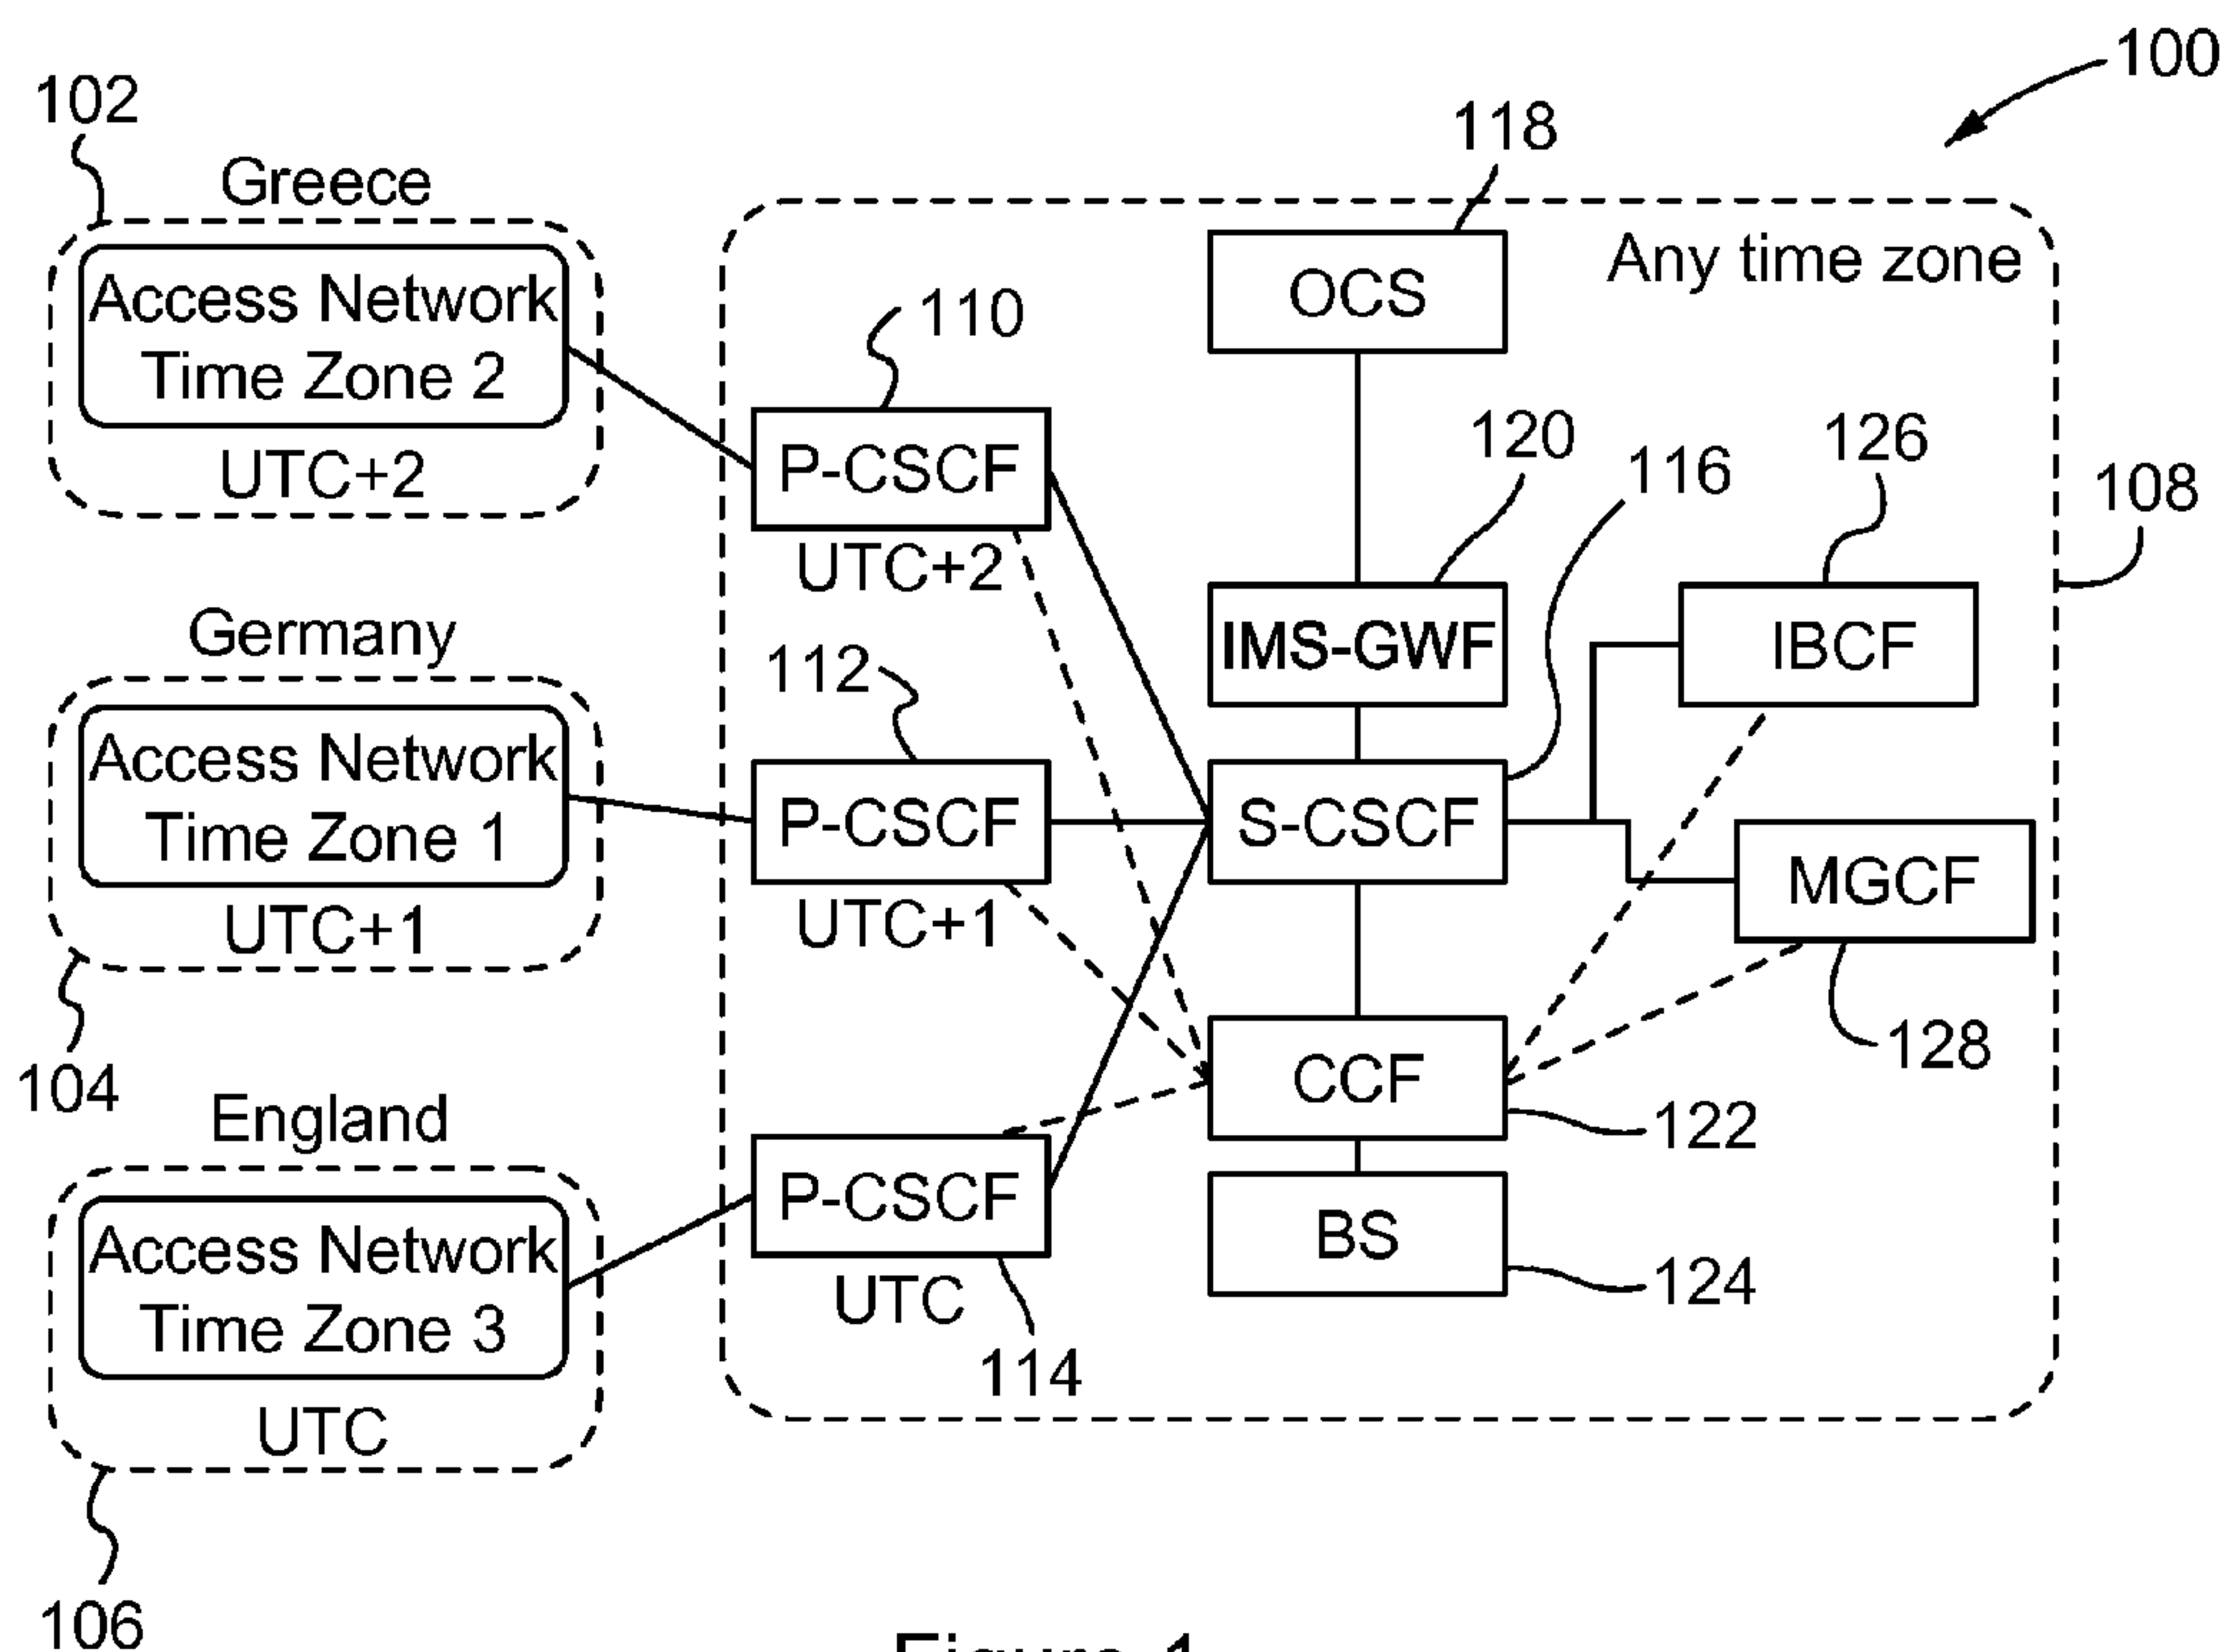 100
102
118
Greece
Access Network
Time Zone 2
UTC+2
Any time zone
OCS
110
P-CSCF
UTC+2
120
116
126
108
Germany
Access Network
Time Zone 1
UTC+1
104
112
P-CSCF
UTC+1
IMS-GWF
IBCF
S-CSCF
MGCF
128
England
Access Network
Time Zone 3
UTC
106
P-CSCF
UTC
114
CCF
122
BS
124
Figure 1